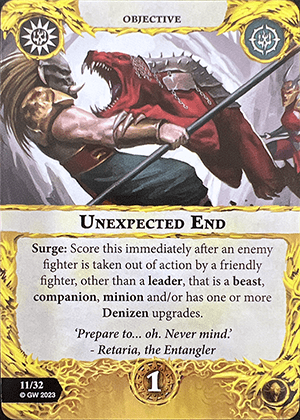 OBJECTIVE
UNEXPECTED END
Surge: Score this immediately after an enemy
fighter is taken out of action by a friendly
fighter, other than a leader, that is a beast,
companion, minion and/or has one or more
Denizen upgrades.
'Prepare to... oh. Never mind.'
- Retaria, the Entangler
11/32
© GW 2023
1